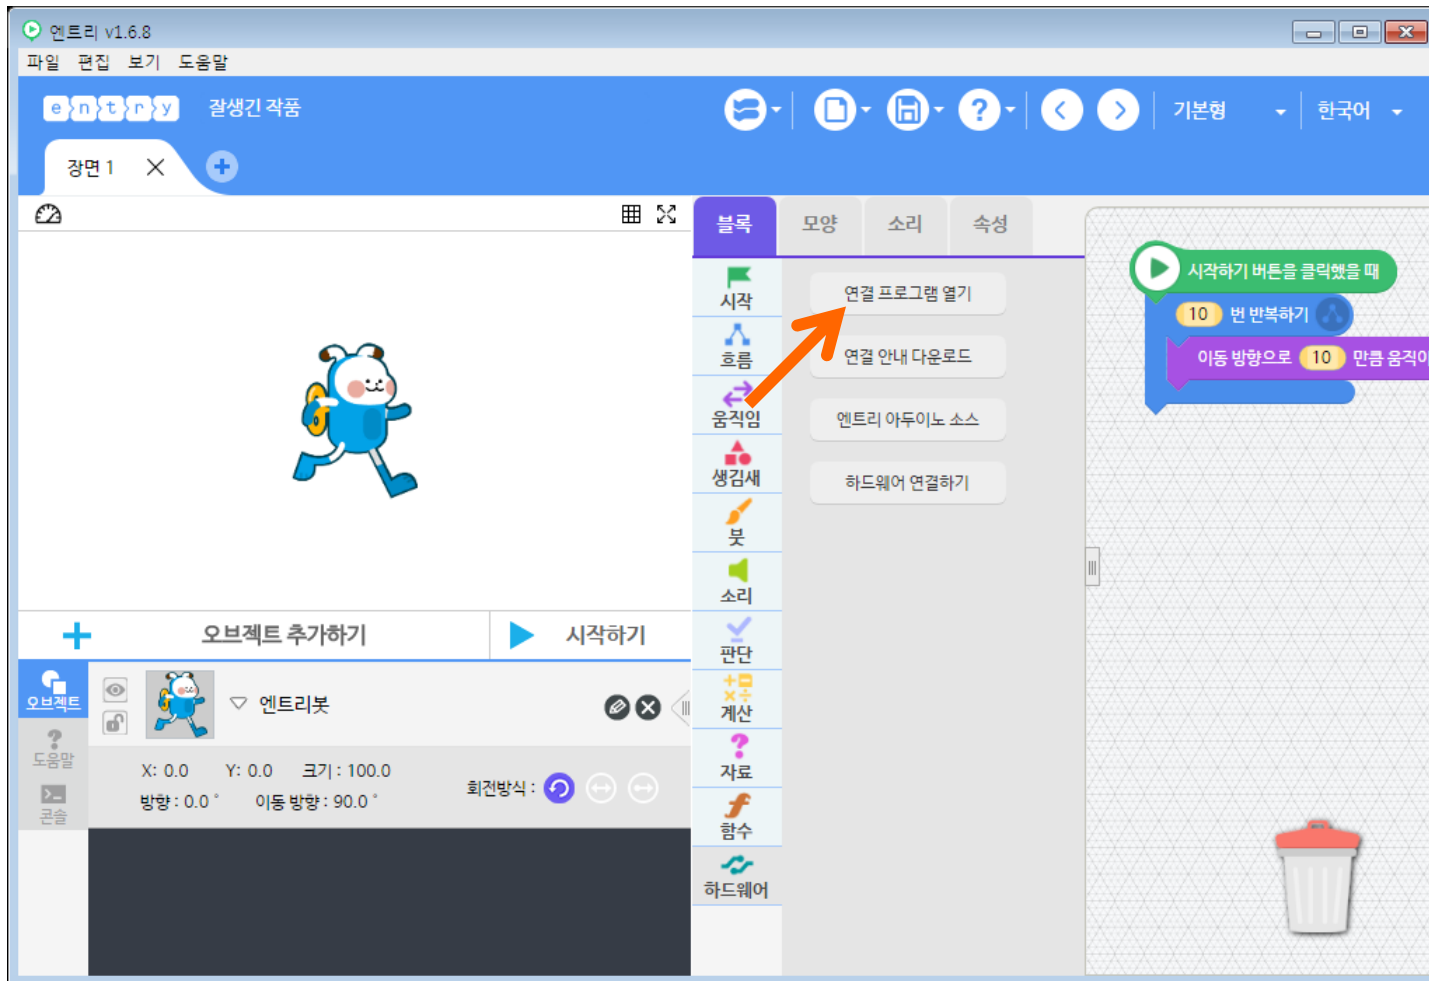 엔트리 v1.6.8
파일 편집 보기 도움말
entry 잘생긴 작품
기본형
한국어
장면 1
블록
모양
소리
속성
시작
흐름
움직임
생김새
붓
소리
판단
계산
자료
함수
하드웨어
연결 프로그램 열기
연결 안내 다운로드
엔트리 아두이노 소스
하드웨어 연결하기
시작하기 버튼을 클릭했을 때
10 번 반복하기
이동 방향으로 10 만큼 움직이
오브젝트 추가하기
시작하기
오브젝트
도움말
콘솔
엔트리봇
X: 0.0 Y: 0.0 크기 : 100.0
방향 : 0.0 ˚ 이동 방향 : 90.0 ˚
회전방식 :